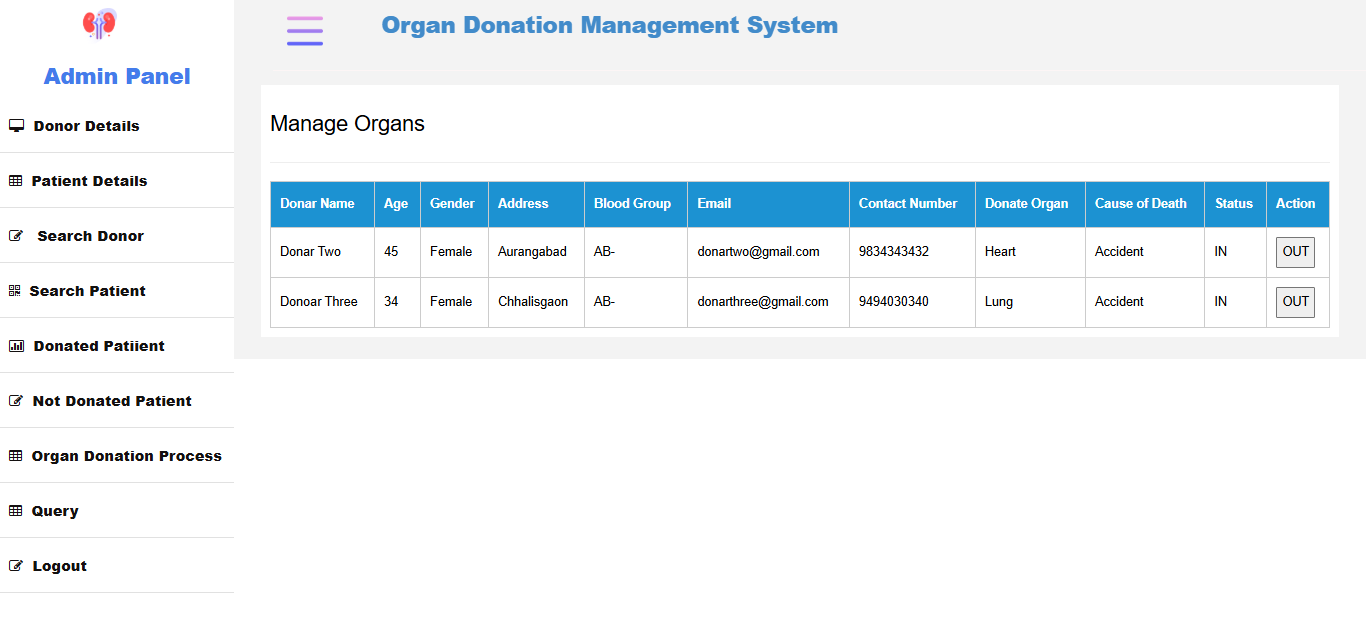 Admin Panel
Donor Details
Patient Details
Search Donor
Search Patient
Donated Patiient
Not Donated Patient
Organ Donation Process
Query
Logout
Organ Donation Management System
Manage Organs
Donar Name Age Gender Address Blood Group Email Contact Number Donate Organ Cause of Death Status Action
Donar Two 45 Female Aurangabad AB- donartwo@gmail.com 9834343432 Heart Accident IN OUT
Donoar Three 34 Female Chhalisgaon AB- donarthree@gmail.com 9494030340 Lung Accident IN OUT